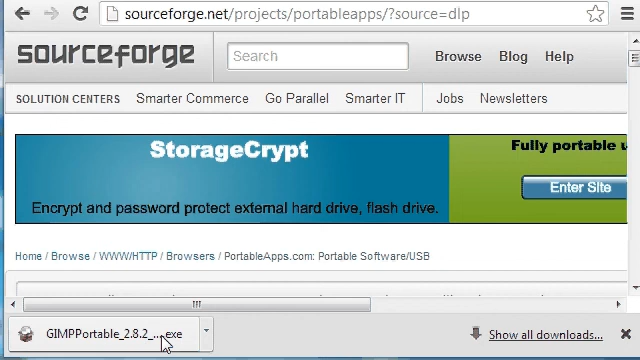 sourceforge.net/projects/portableapps/?source=dlp
sourceforge Search Browse Blog Help
SOLUTION CENTERS Smarter Commerce Go Parallel Smarter IT Jobs Newsletters
StorageCrypt
Encrypt and password protect external hard drive, flash drive.
Fully portable u
Enter Site
Home / Browse / WWW/HTTP / Browsers / PortableApps.com: Portable Software/USB
GIMPPortable_2.8.2_....exe Show all downloads...